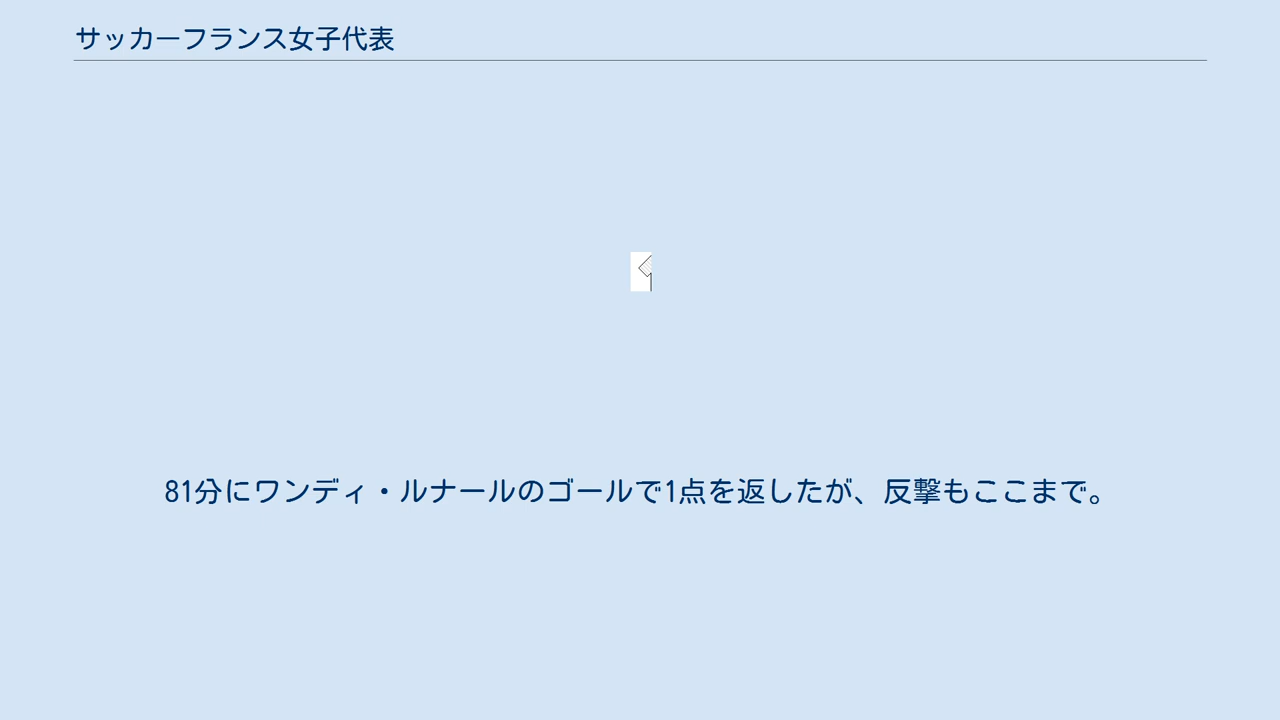 サッカーフランス女子代表
81分にワンディ・ルナールのゴールで1点を返したが、反撃もここまで。